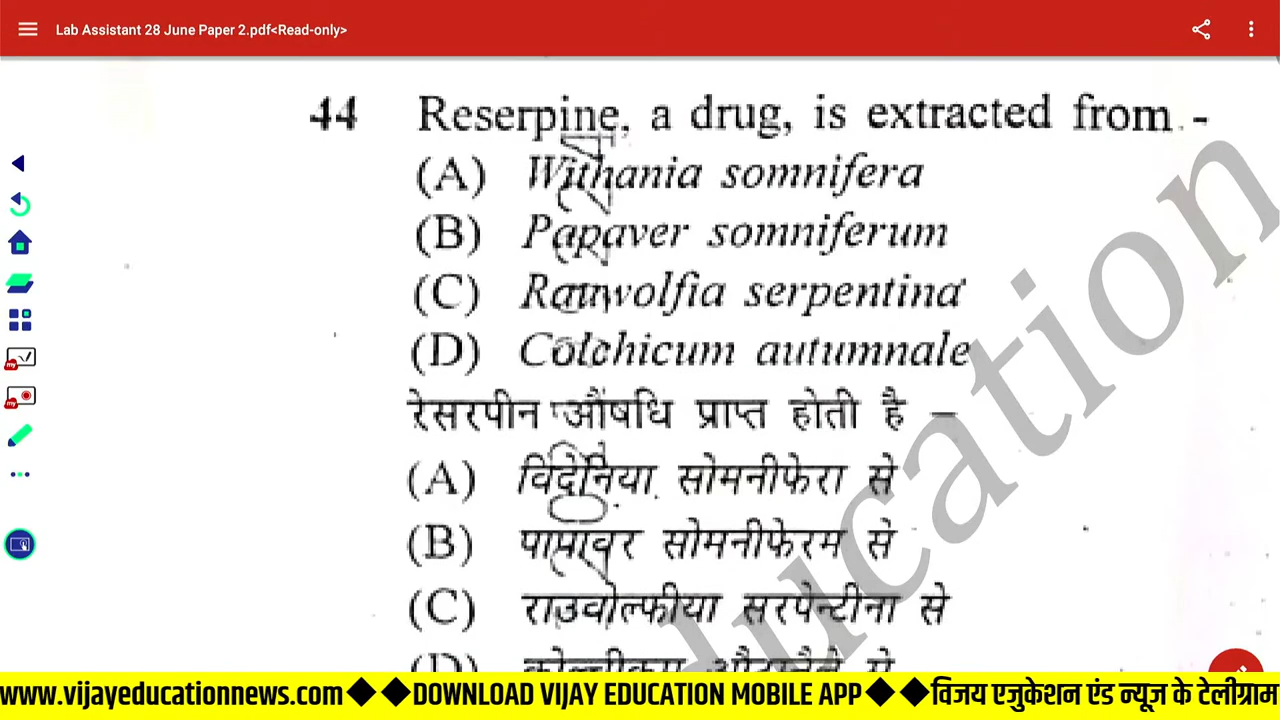 Lab Assistant 28 June Paper 2.pdf<Read-only>
44 Reserpine, a drug, is extracted from -
(A) Withania somnifera
(B) Papaver somniferum
(C) Rauwolfia serpentina
(D) Colchicum autumnale
रेसरपीन औषधि प्राप्त होती है –
(A) विदेनिया सोमनीफेरा से
(B) पापावर सोमनीफेरम से
(C) राउवोल्फीया सरपेन्टीना से
(D)
ducation
www.vijayeducationnews.com ◆◆DOWNLOAD VIJAY EDUCATION MOBILE APP◆◆विजय एजुकेशन एंड न्यूज के टेलीग्राम